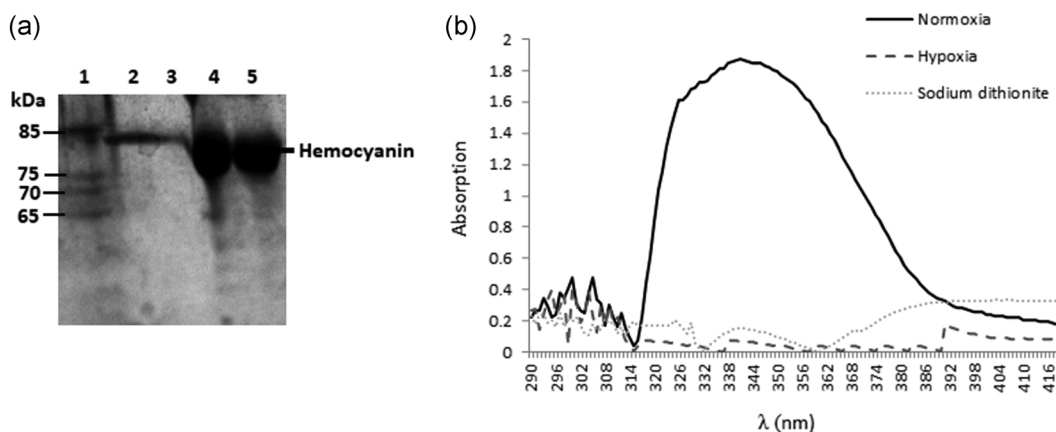 (a)
1 2 3 4 5
kDa
85
75
70
65
Hemocyanin
(b)
Normoxia
Hypoxia
Sodium dithionite
Absorption
2
1.8
1.6
1.4
1.2
1
0.8
0.6
0.4
0.2
0
290 296 302 308 314 320 326 332 338 344 350 356 362 368 374 380 386 392 398 404 410 416
λ (nm)